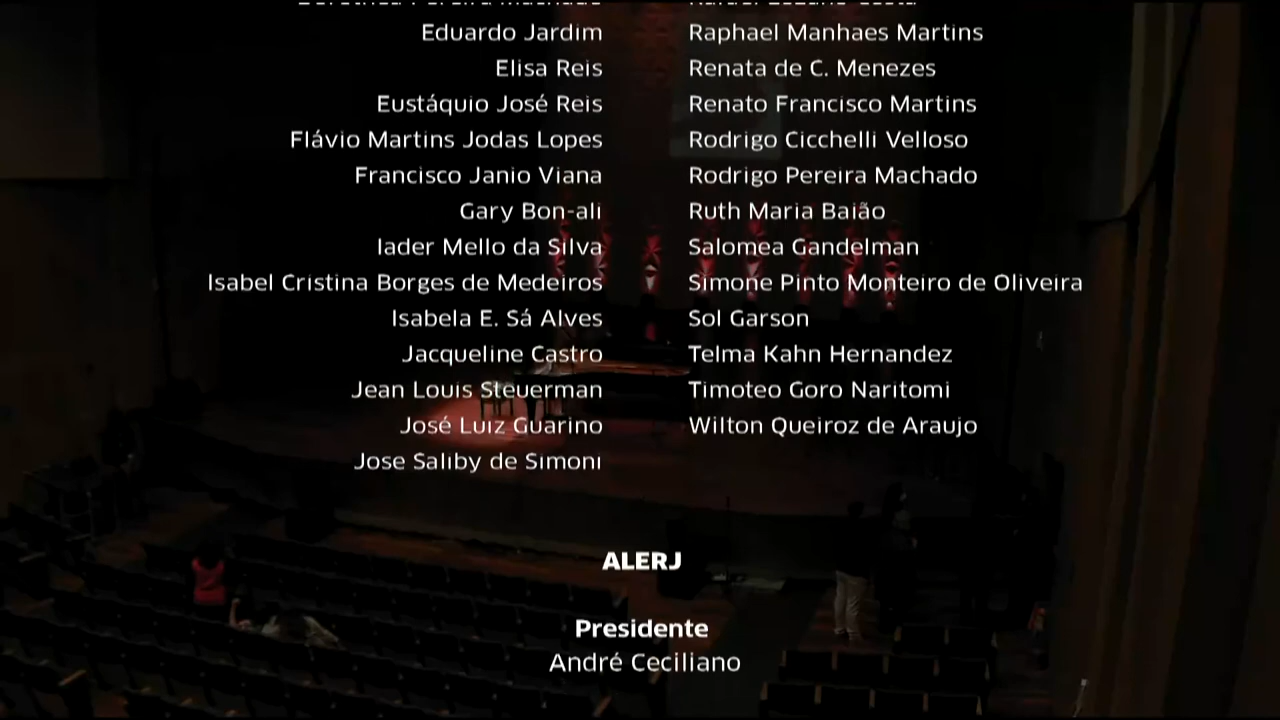 Eduardo Jardim
Elisa Reis
Eustáquio José Reis
Flávio Martins Jodas Lopes
Francisco Janio Viana
Gary Bon-ali
Iader Mello da Silva
Isabel Cristina Borges de Medeiros
Isabela E. Sá Alves
Jacqueline Castro
Jean Louis Steuerman
José Luiz Guarino
Jose Saliby de Simoni
Raphael Manhaes Martins
Renata de C. Menezes
Renato Francisco Martins
Rodrigo Cicchelli Velloso
Rodrigo Pereira Machado
Ruth Maria Baião
Salomea Gandelman
Simone Pinto Monteiro de Oliveira
Sol Garson
Telma Kahn Hernandez
Timoteo Goro Naritomi
Wilton Queiroz de Araujo
ALERJ
Presidente
André Ceciliano